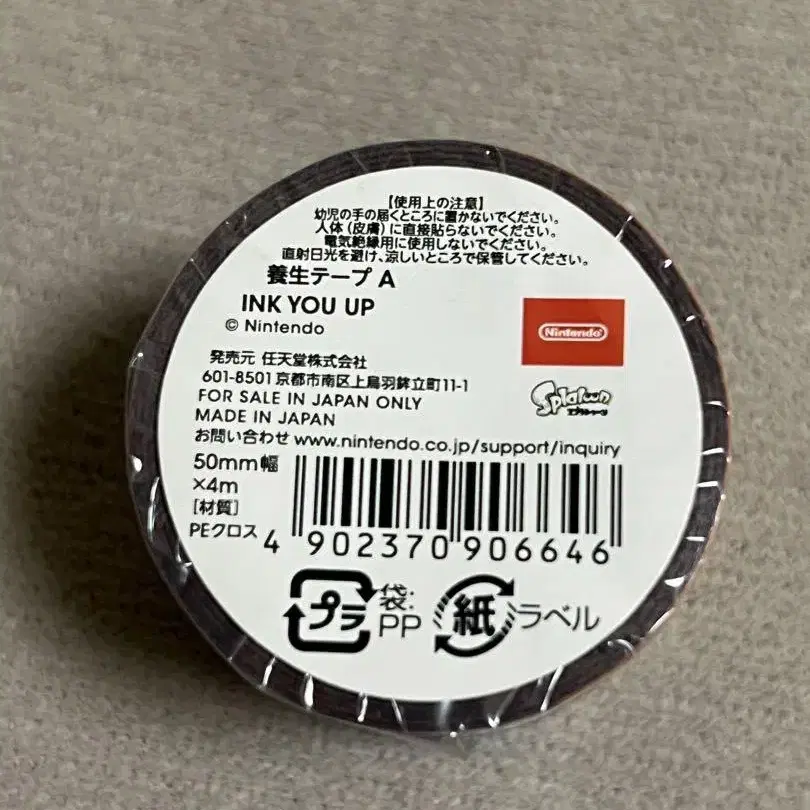 【使用上の注意】
幼児の手の届くところに置かないでください。
人体（皮膚）に直接貼らないでください。
電気絶縁用に使用しないでください。
直射日光を避け、涼しいところで保管してください。
養生テープ A
INK YOU UP
© Nintendo
Nintendo
発売元 任天堂株式会社
601-8501 京都市南区上鳥羽鉾立町11-1
FOR SALE IN JAPAN ONLY
MADE IN JAPAN
Splatoon
スプラトゥーン
お問い合わせ www.nintendo.co.jp/support/inquiry
50mm幅
×4m
［材質］
PEクロス
4 902370 906646
プラ
袋:
PP
紙
ラベル